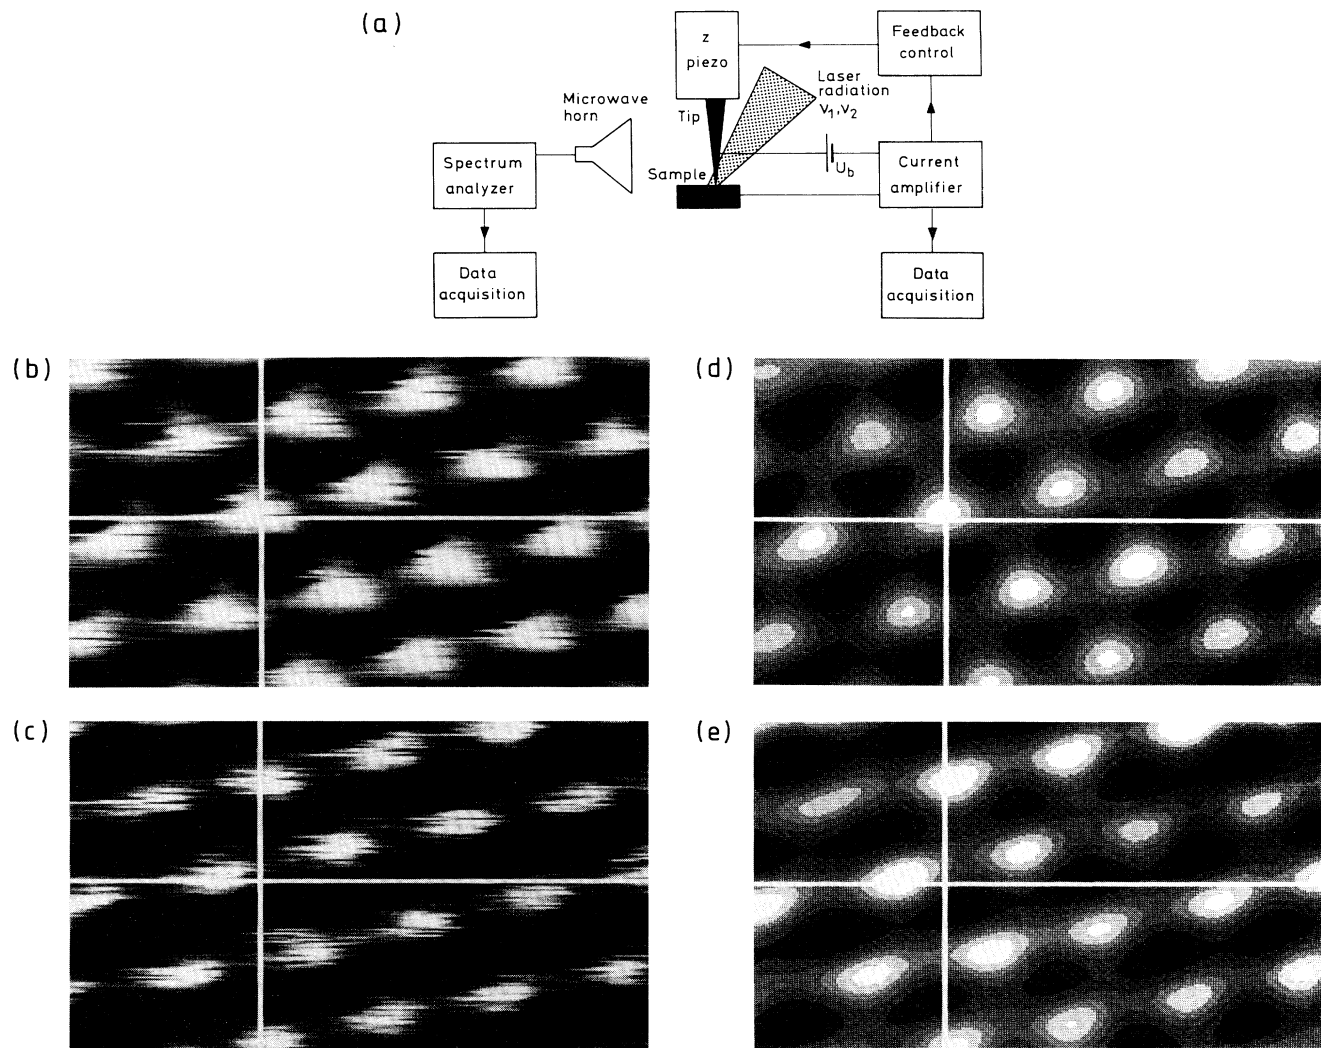 (a)
z
piezo
Feedback
control
Laser
radiation
ν₁,ν₂
Microwave
horn
Tip
Spectrum
analyzer
Sample
U_b
Current
amplifier
Data
acquisition
Data
acquisition
(b)
(d)
(c)
(e)